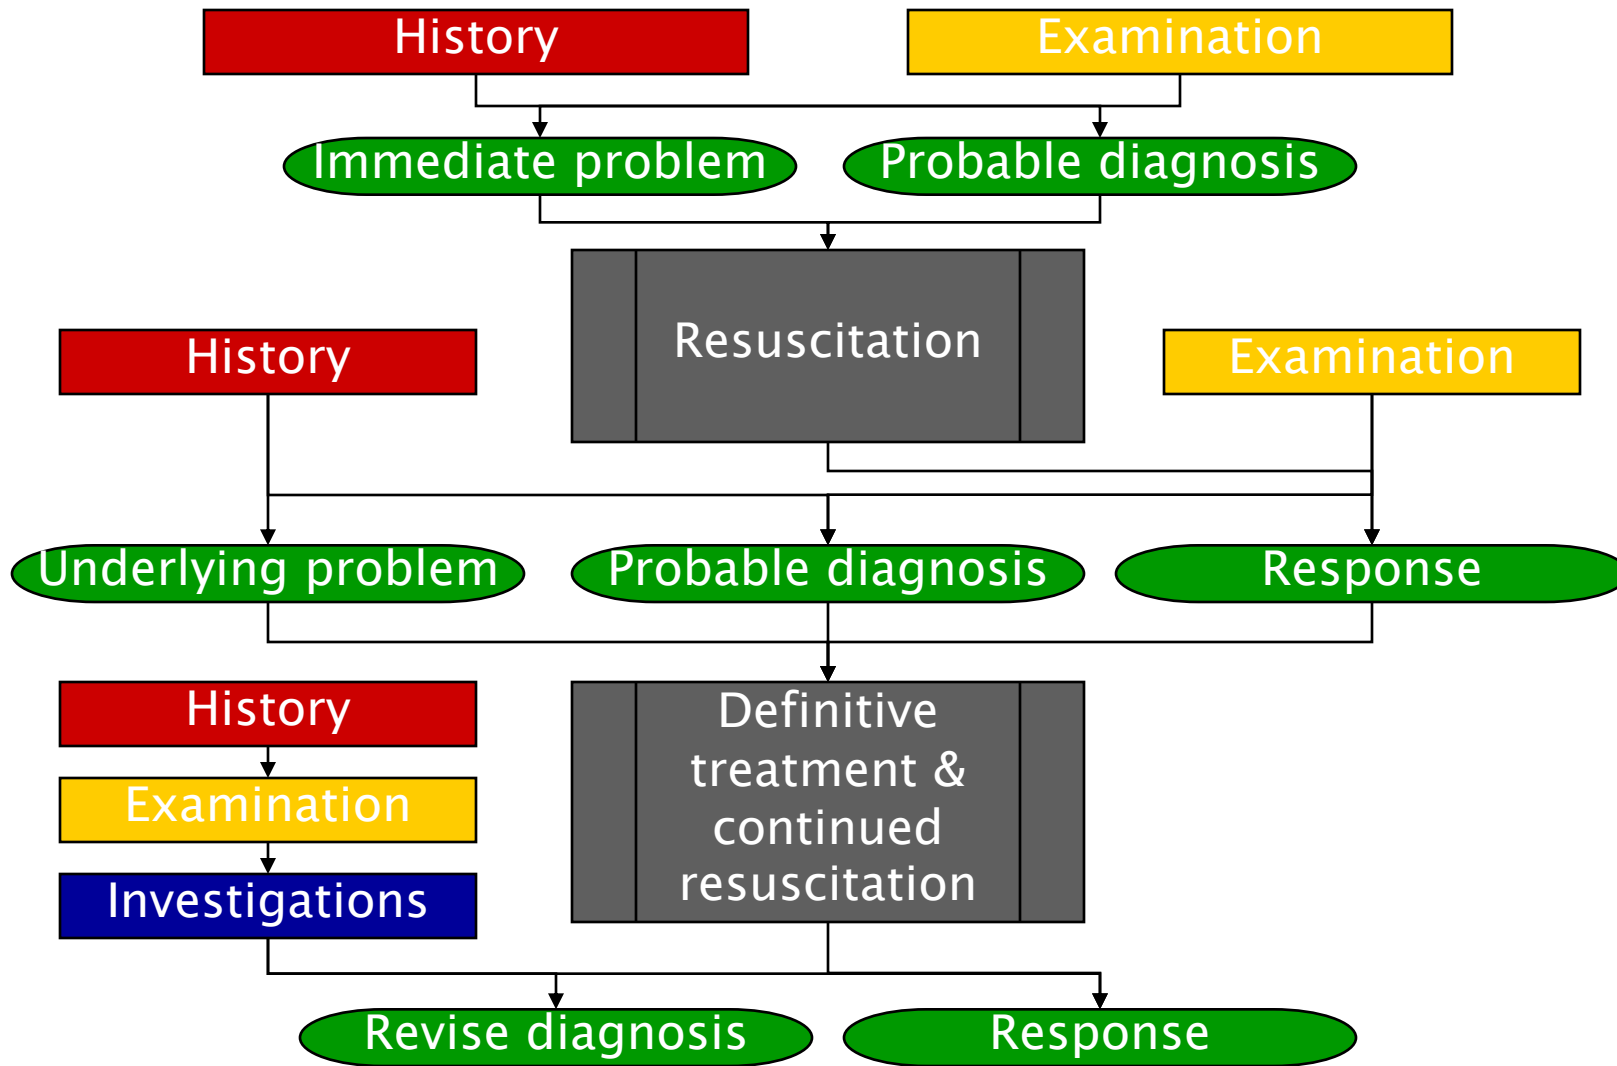 History
Examination
Immediate problem
Probable diagnosis
Resuscitation
History
Examination
Underlying problem
Probable diagnosis
Response
History
Examination
Investigations
Definitive
treatment &
continued
resuscitation
Revise diagnosis
Response